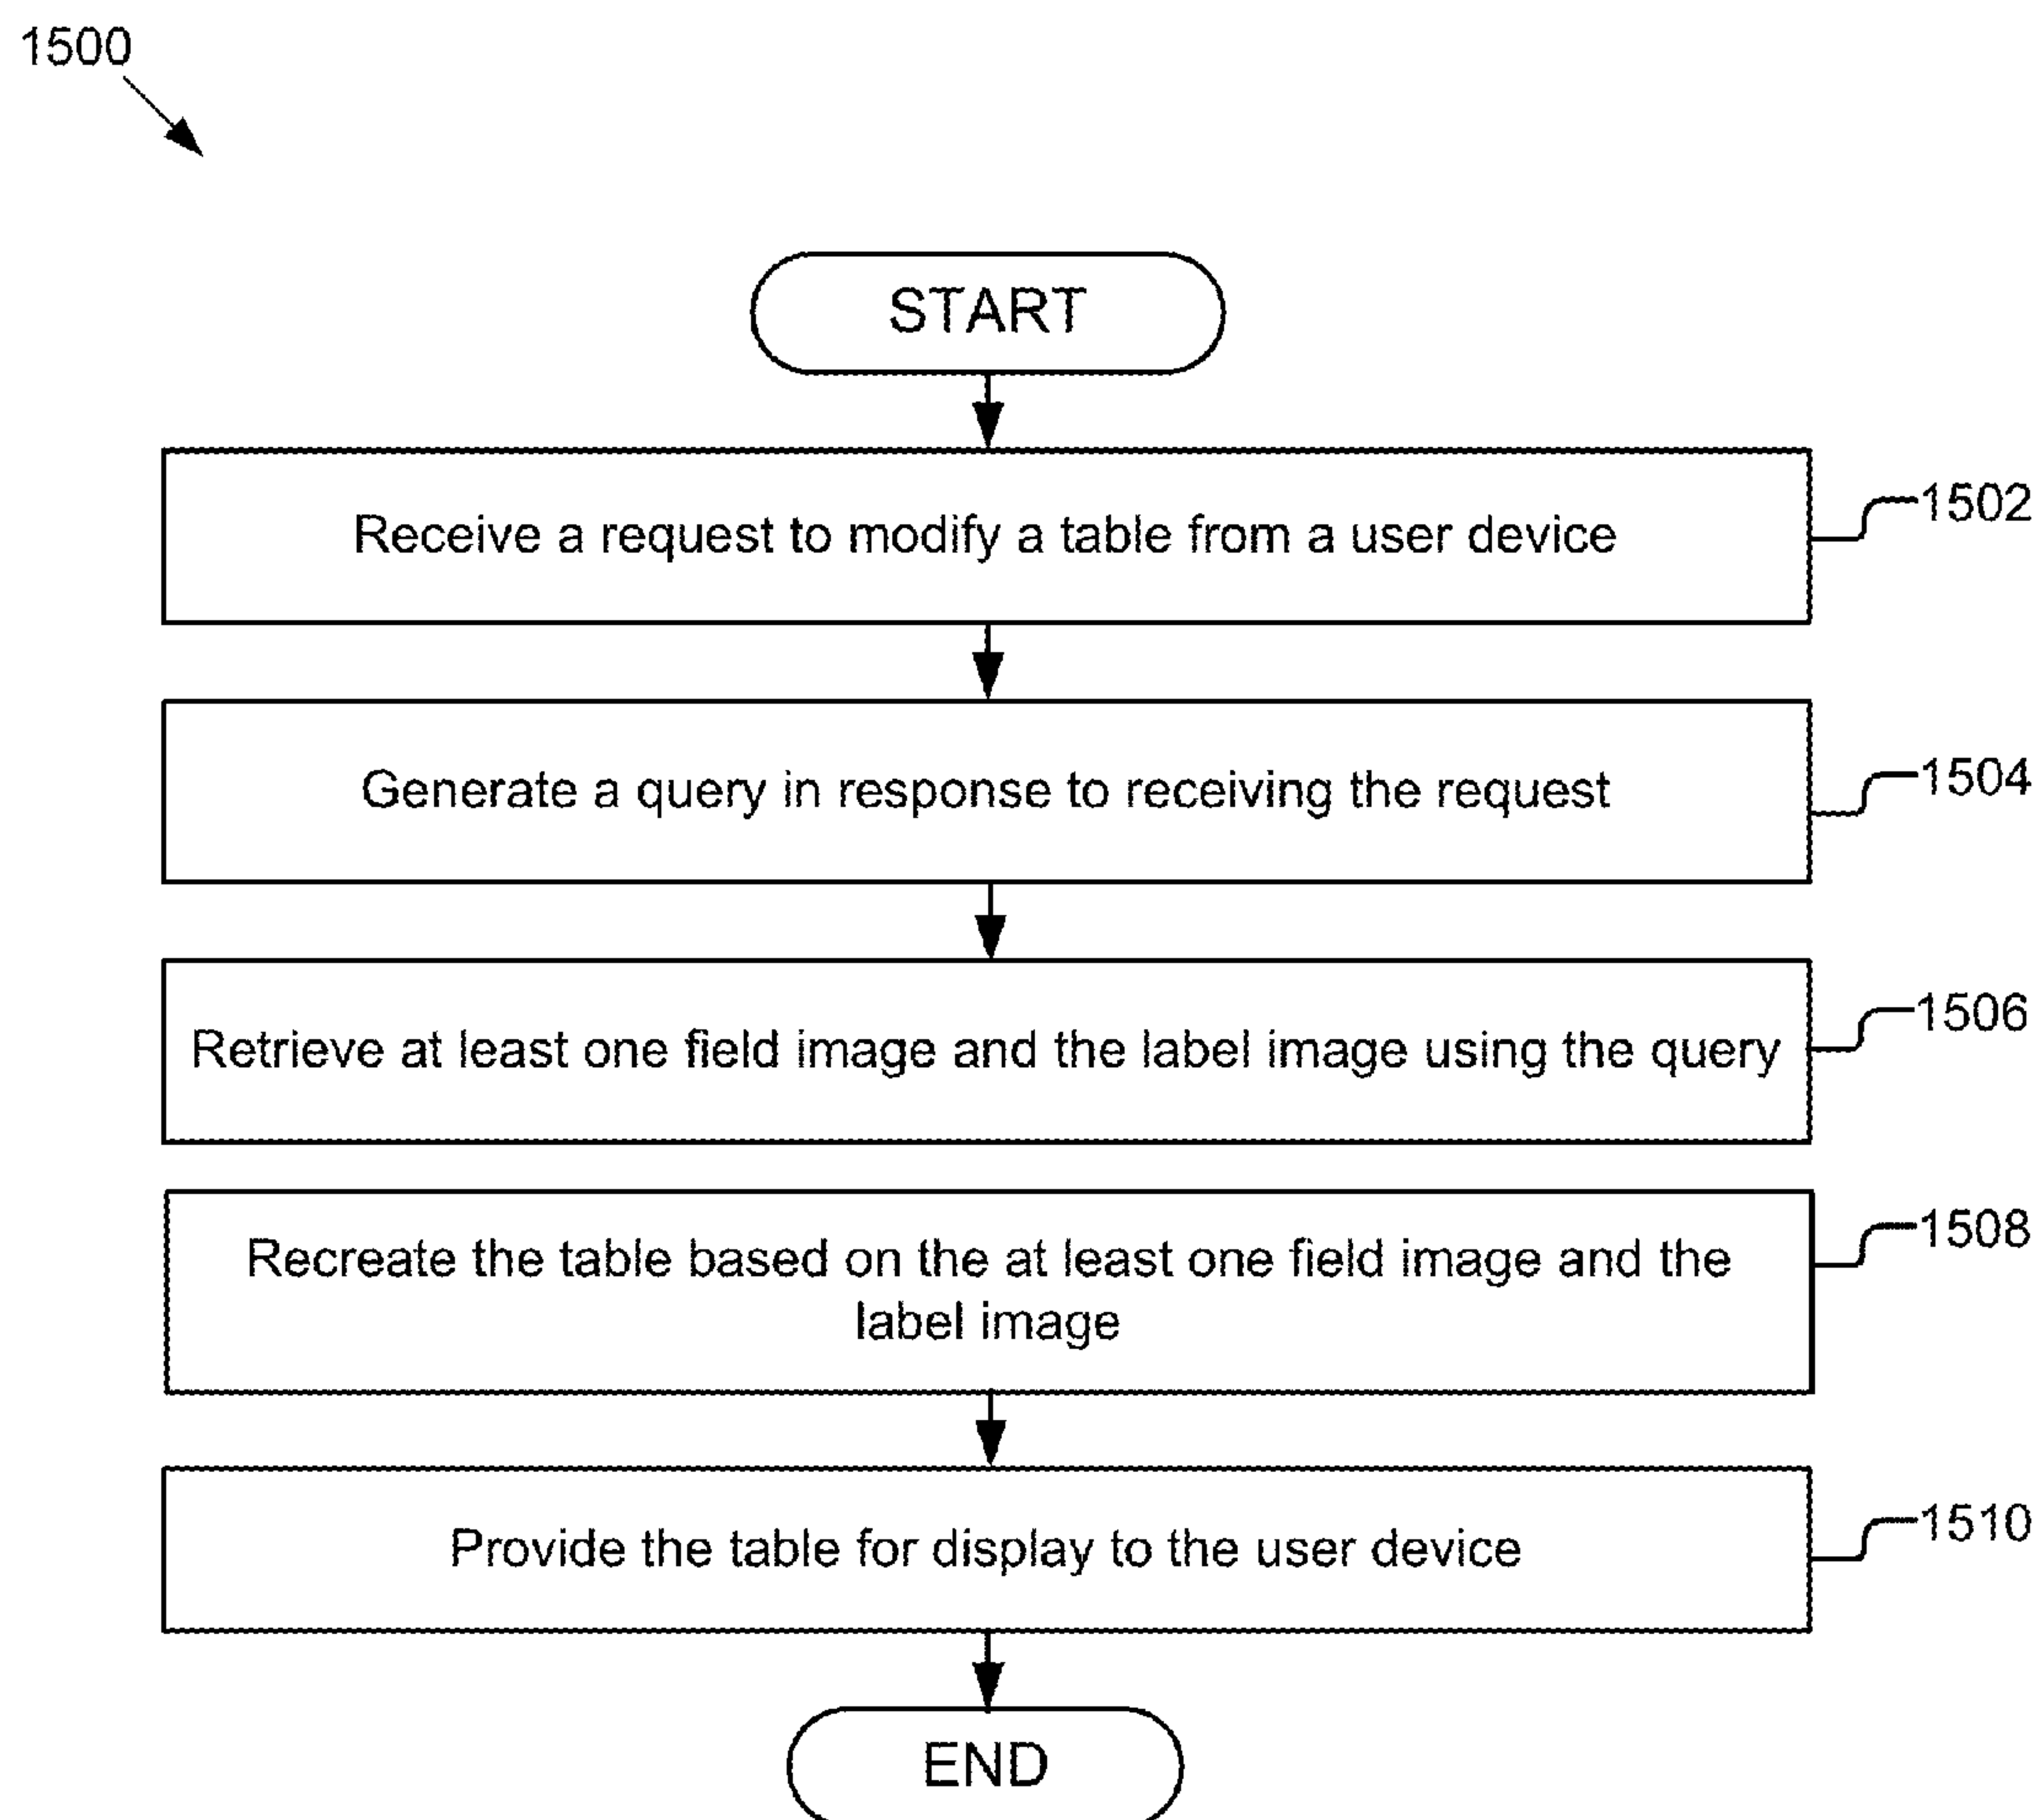 1500
START
Receive a request to modify a table from a user device
1502
Generate a query in response to receiving the request
1504
Retrieve at least one field image and the label image using the query
1506
Recreate the table based on the at least one field image and the
label image
1508
Provide the table for display to the user device
1510
END